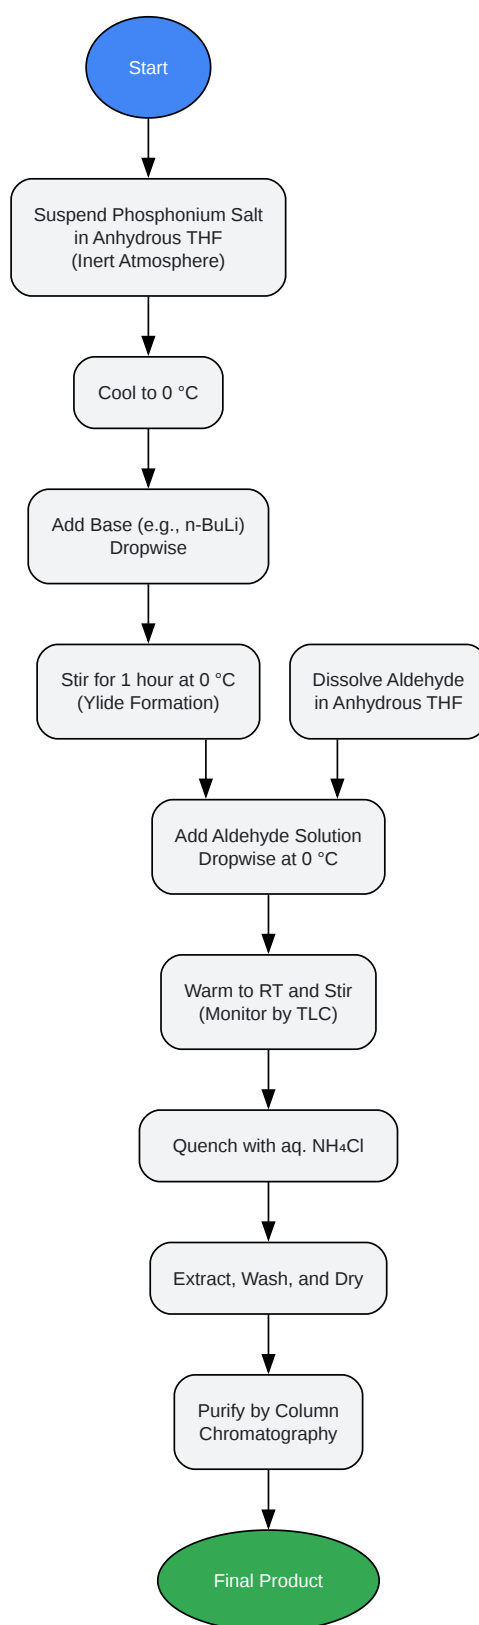 Start
Suspend Phosphonium Salt
in Anhydrous THF
(Inert Atmosphere)
Cool to 0 °C
Add Base (e.g., n-BuLi)
Dropwise
Stir for 1 hour at 0 °C
(Ylide Formation)
Dissolve Aldehyde
in Anhydrous THF
Add Aldehyde Solution
Dropwise at 0 °C
Warm to RT and Stir
(Monitor by TLC)
Quench with aq. NH₄Cl
Extract, Wash, and Dry
Purify by Column
Chromatography
Final Product